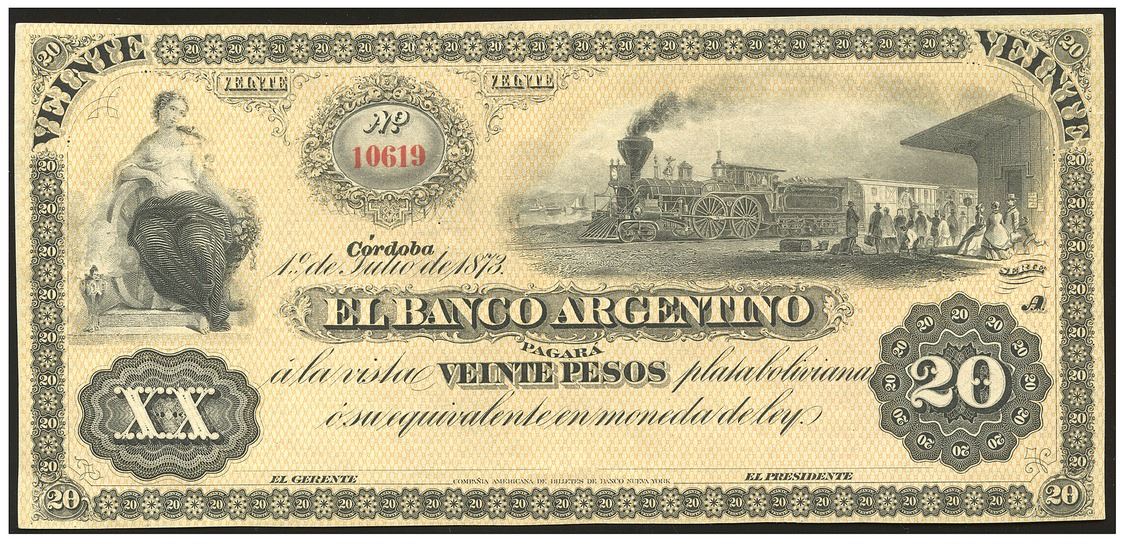 VEINTE
VEINTE
20
20
VEINTE
VEINTE
Nº
10619
Córdoba
1º. de Julio de 1873.
SERIE
A.
EL BANCO ARGENTINO
PAGARÁ
á la vista VEINTE PESOS plata boliviana
ó su equivalente en moneda de ley.
XX
20
EL GERENTE
COMPAÑIA AMERICANA DE BILLETES DE BANCO NUEVA YORK
EL PRESIDENTE
20
20